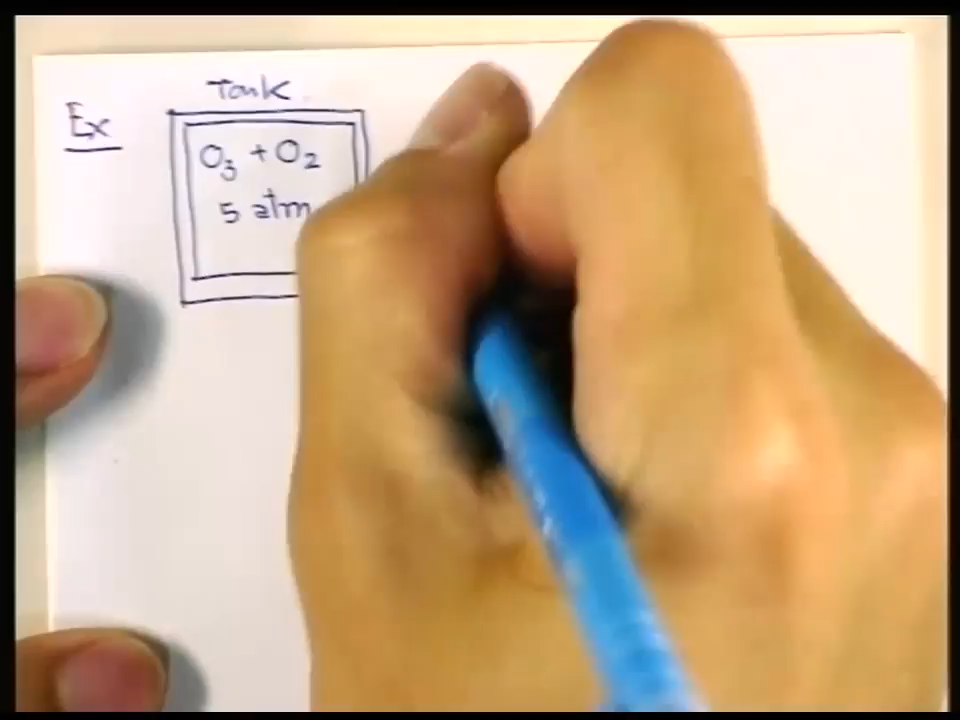 Tank
Ex
O₃ + O₂
5 atm